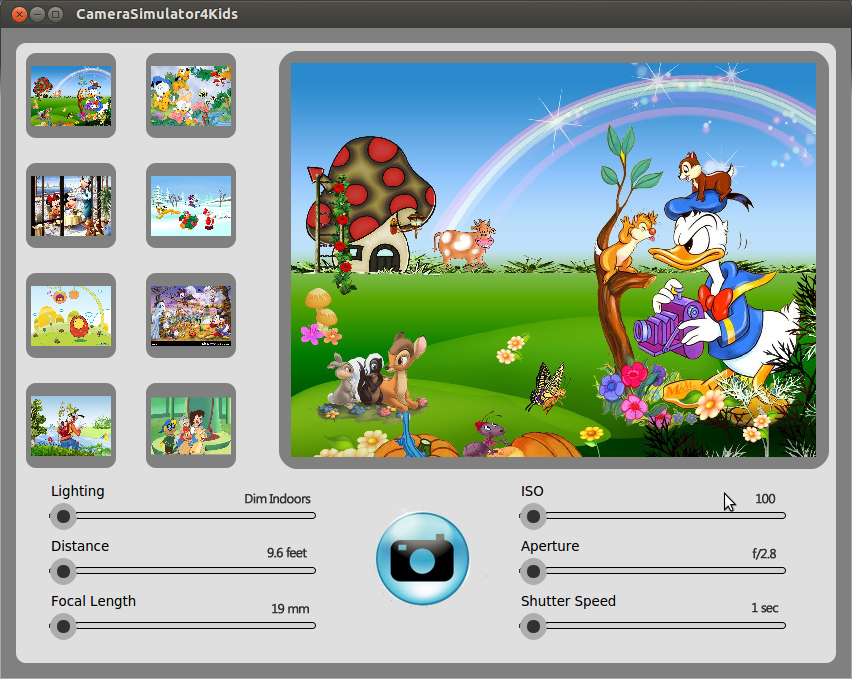 CameraSimulator4Kids
Lighting
Dim Indoors
Distance
9.6 feet
Focal Length
19 mm
ISO
100
Aperture
f/2.8
Shutter Speed
1 sec